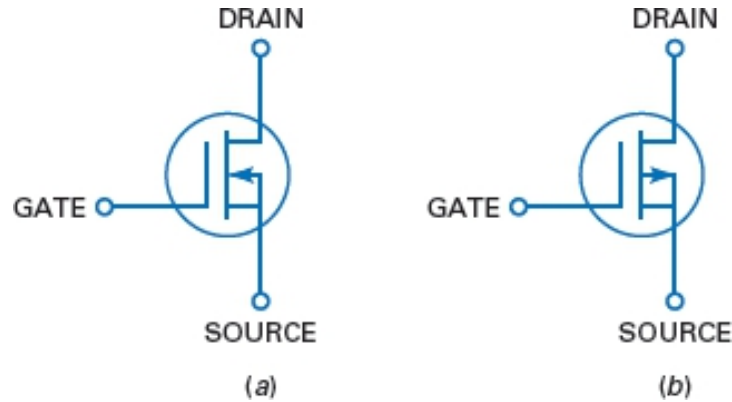 DRAIN
GATE
SOURCE
(a)
DRAIN
GATE
SOURCE
(b)